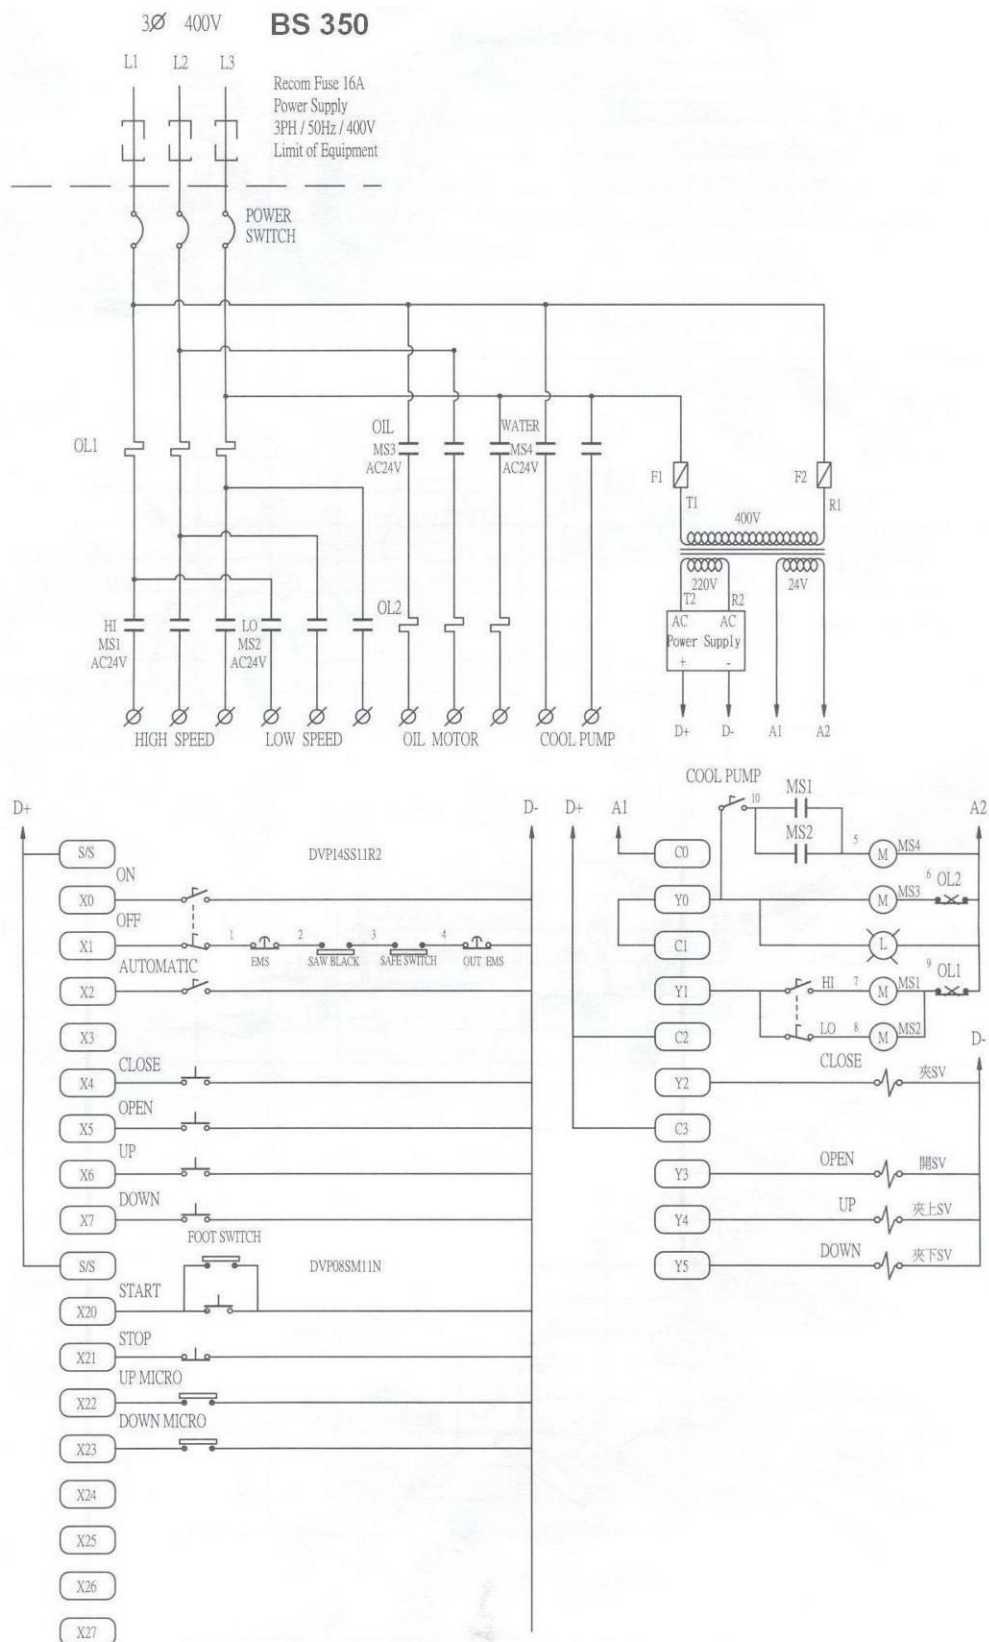 3Ø 400V BS 350
L1 L2 L3
Recom Fuse 16A
Power Supply
3PH / 50Hz / 400V
Limit of Equipment
POWER
SWITCH
OL1
OIL
MS3
AC24V
WATER
MS4
AC24V
F1
F2
T1
R1
400V
220V
24V
T2
R2
AC AC
Power Supply
+ -
OL2
HI
MS1
AC24V
LO
MS2
AC24V
HIGH SPEED
LOW SPEED
OIL MOTOR
COOL PUMP
D+ D- A1 A2
D+
D-
S/S
DVP14SS11R2
ON
X0
OFF
X1
1 2 3 4
EMS
SAW BLACK
SAFE SWITCH
OUT EMS
AUTOMATIC
X2
X3
CLOSE
X4
OPEN
X5
UP
X6
DOWN
X7
FOOT SWITCH
S/S
DVP08SM11N
START
X20
STOP
X21
UP MICRO
X22
DOWN MICRO
X23
X24
X25
X26
X27
D+ A1
COOL PUMP
10
MS1
MS2
A2
C0
5
M
MS4
Y0
M
MS3
6
OL2
C1
L
Y1
HI
7
M
MS1
9
OL1
C2
LO
8
M
MS2
D-
CLOSE
Y2
夾SV
C3
OPEN
Y3
開SV
UP
Y4
夾上SV
DOWN
Y5
夾下SV